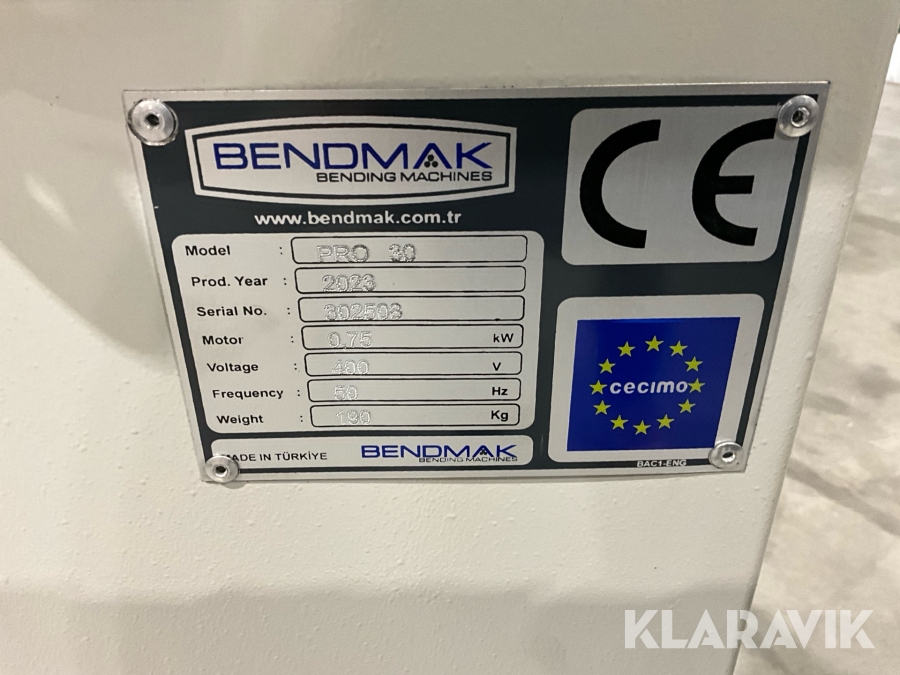 BENDMAK
BENDING MACHINES
www.bendmak.com.tr
Model : PRO 30
Prod. Year : 2023
Serial No. : 302503
Motor : 0.75 kW
Voltage : 400 V
Frequency : 50 Hz
Weight : 190 Kg
MADE IN TÜRKİYE BENDMAK
BENDING MACHINES
CE
cecimo
BAC1-ENG
KLARAVIK